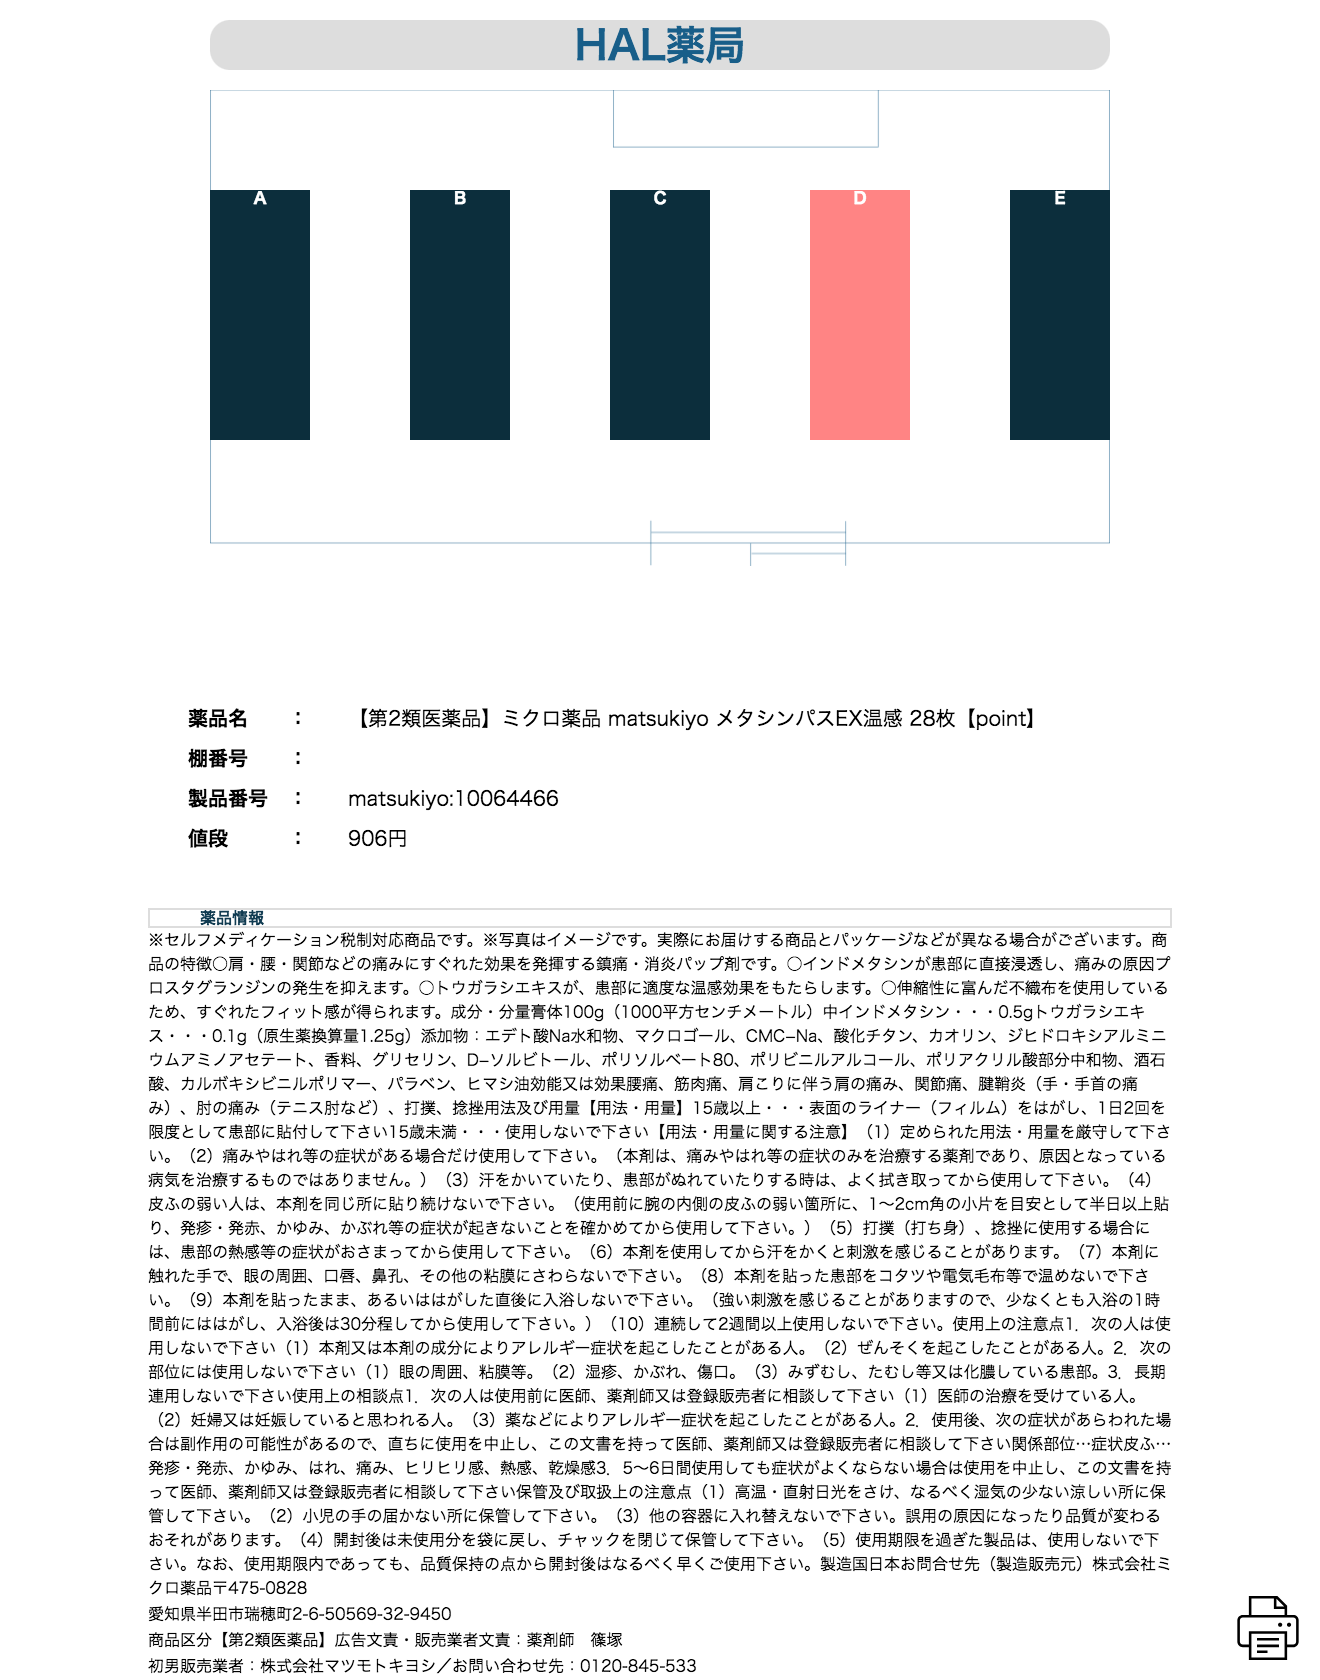 HAL薬局
A
B
C
D
E
薬品名 : 【第2類医薬品】ミクロ薬品 matsukiyo メタシンパスEX温感 28枚【point】
棚番号 :
製品番号 : matsukiyo:10064466
値段 : 906円
薬品情報
※セルフメディケーション税制対応商品です。※写真はイメージです。実際にお届けする商品とパッケージなどが異なる場合がございます。商
品の特徴○肩・腰・関節などの痛みにすぐれた効果を発揮する鎮痛・消炎パップ剤です。○インドメタシンが患部に直接浸透し、痛みの原因プ
ロスタグランジンの発生を抑えます。○トウガラシエキスが、患部に適度な温感効果をもたらします。○伸縮性に富んだ不織布を使用している
ため、すぐれたフィット感が得られます。成分・分量膏体100g（1000平方センチメートル）中インドメタシン・・・0.5gトウガラシエキ
ス・・・0.1g（原生薬換算量1.25g）添加物：エデト酸Na水和物、マクロゴール、CMC−Na、酸化チタン、カオリン、ジヒドロキシアルミニ
ウムアミノアセテート、香料、グリセリン、D−ソルビトール、ポリソルベート80、ポリビニルアルコール、ポリアクリル酸部分中和物、酒石
酸、カルボキシビニルポリマー、パラベン、ヒマシ油効能又は効果腰痛、筋肉痛、肩こりに伴う肩の痛み、関節痛、腱鞘炎（手・手首の痛
み）、肘の痛み（テニス肘など）、打撲、捻挫用法及び用量【用法・用量】15歳以上・・・表面のライナー（フィルム）をはがし、1日2回を
限度として患部に貼付して下さい15歳未満・・・使用しないで下さい【用法・用量に関する注意】（1）定められた用法・用量を厳守して下さ
い。（2）痛みやはれ等の症状がある場合だけ使用して下さい。（本剤は、痛みやはれ等の症状のみを治療する薬剤であり、原因となっている
病気を治療するものではありません。）（3）汗をかいていたり、患部がぬれていたりする時は、よく拭き取ってから使用して下さい。（4）
皮ふの弱い人は、本剤を同じ所に貼り続けないで下さい。（使用前に腕の内側の皮ふの弱い箇所に、1〜2cm角の小片を目安として半日以上貼
り、発疹・発赤、かゆみ、かぶれ等の症状が起きないことを確かめてから使用して下さい。）（5）打撲（打ち身）、捻挫に使用する場合に
は、患部の熱感等の症状がおさまってから使用して下さい。（6）本剤を使用してから汗をかくと刺激を感じることがあります。（7）本剤に
触れた手で、眼の周囲、口唇、鼻孔、その他の粘膜にさわらないで下さい。（8）本剤を貼った患部をコタツや電気毛布等で温めないで下さ
い。（9）本剤を貼ったまま、あるいははがした直後に入浴しないで下さい。（強い刺激を感じることがありますので、少なくとも入浴の1時
間前にははがし、入浴後は30分程してから使用して下さい。）（10）連続して2週間以上使用しないで下さい。使用上の注意点1．次の人は使
用しないで下さい（1）本剤又は本剤の成分によりアレルギー症状を起こしたことがある人。（2）ぜんそくを起こしたことがある人。2．次の
部位には使用しないで下さい（1）眼の周囲、粘膜等。（2）湿疹、かぶれ、傷口。（3）みずむし、たむし等又は化膿している患部。3．長期
連用しないで下さい使用上の相談点1．次の人は使用前に医師、薬剤師又は登録販売者に相談して下さい（1）医師の治療を受けている人。
（2）妊婦又は妊娠していると思われる人。（3）薬などによりアレルギー症状を起こしたことがある人。2．使用後、次の症状があらわれた場
合は副作用の可能性があるので、直ちに使用を中止し、この文書を持って医師、薬剤師又は登録販売者に相談して下さい関係部位…症状皮ふ…
発疹・発赤、かゆみ、はれ、痛み、ヒリヒリ感、熱感、乾燥感3．5〜6日間使用しても症状がよくならない場合は使用を中止し、この文書を持
って医師、薬剤師又は登録販売者に相談して下さい保管及び取扱上の注意点（1）高温・直射日光をさけ、なるべく湿気の少ない涼しい所に保
管して下さい。（2）小児の手の届かない所に保管して下さい。（3）他の容器に入れ替えないで下さい。誤用の原因になったり品質が変わる
おそれがあります。（4）開封後は未使用分を袋に戻し、チャックを閉じて保管して下さい。（5）使用期限を過ぎた製品は、使用しないで下
さい。なお、使用期限内であっても、品質保持の点から開封後はなるべく早くご使用下さい。製造国日本お問合せ先（製造販売元）株式会社ミ
クロ薬品〒475-0828
愛知県半田市瑞穂町2-6-50569-32-9450
商品区分【第2類医薬品】広告文責・販売業者文責：薬剤師　篠塚
初男販売業者：株式会社マツモトキヨシ／お問い合わせ先：0120-845-533